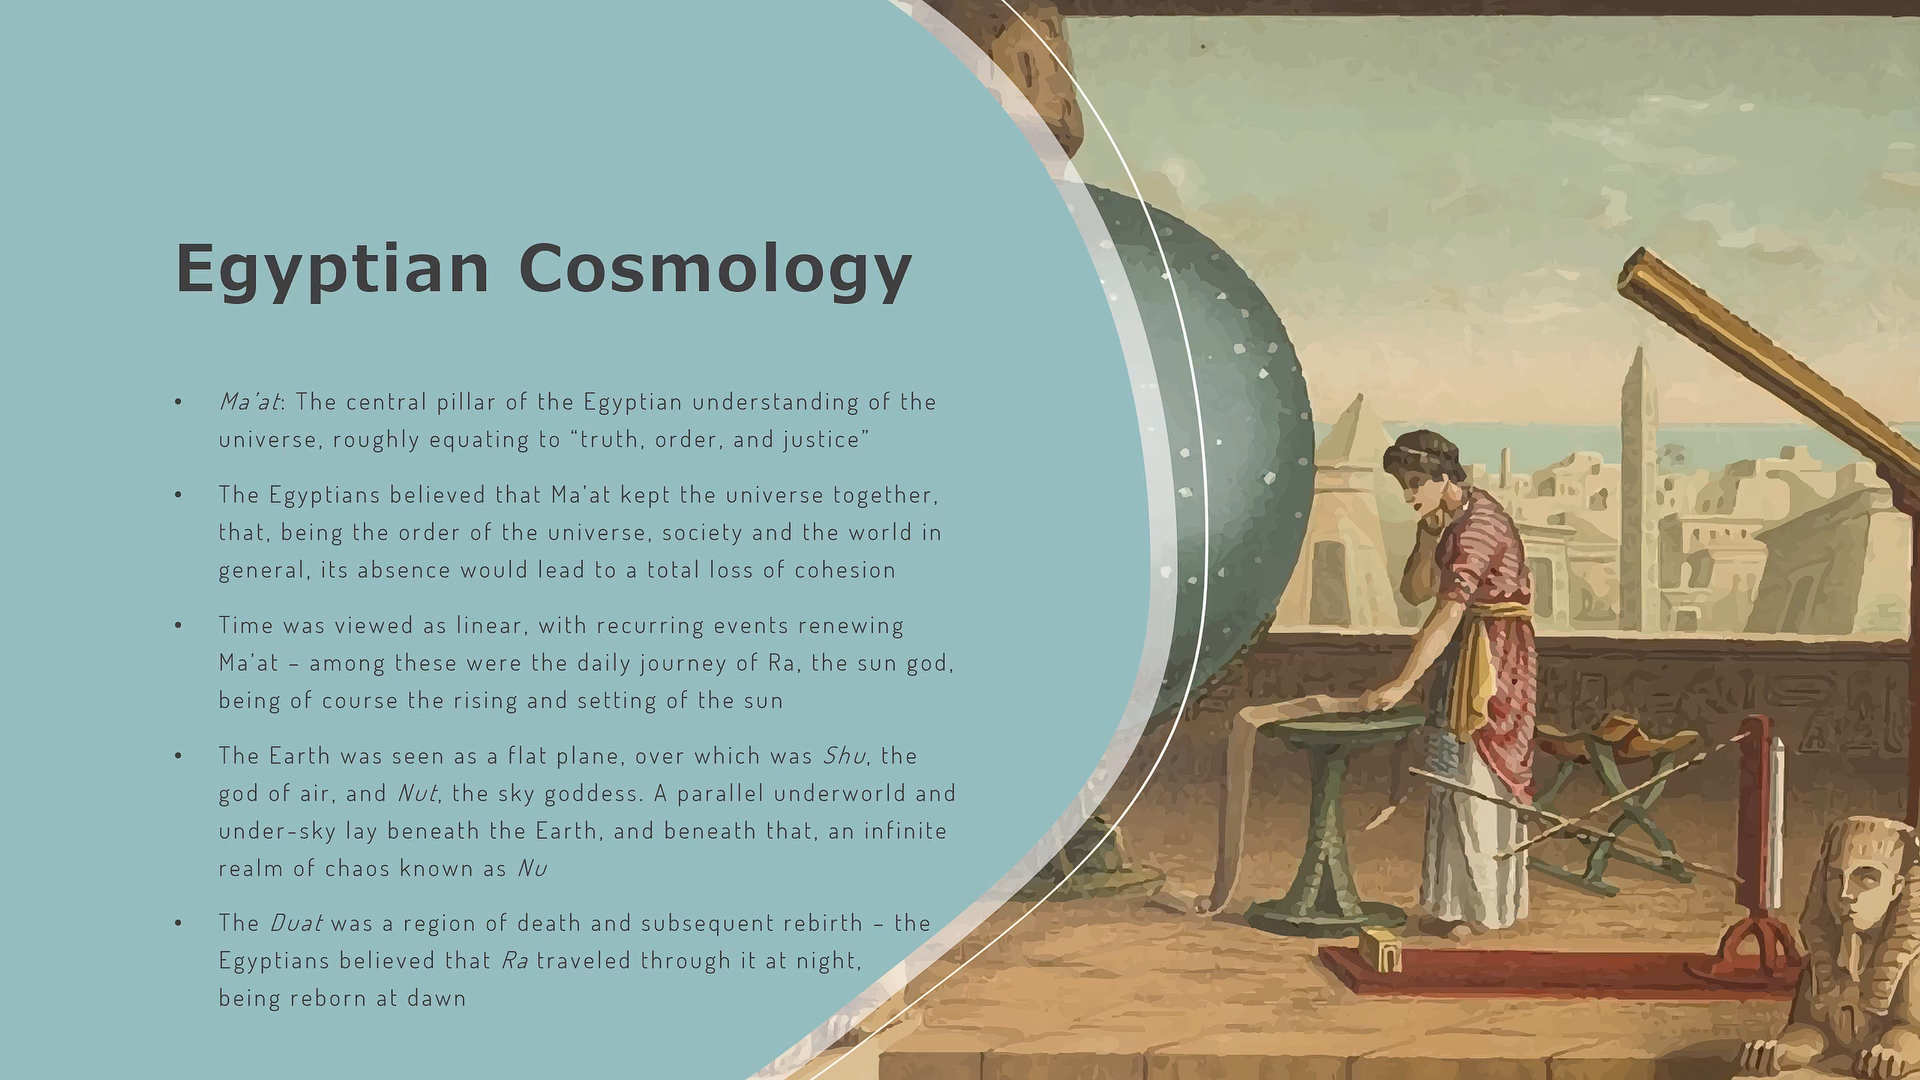 Egyptian Cosmology
• Ma’at: The central pillar of the Egyptian understanding of the
universe, roughly equating to “truth, order, and justice”
• The Egyptians believed that Ma’at kept the universe together,
that, being the order of the universe, society and the world in
general, its absence would lead to a total loss of cohesion
• Time was viewed as linear, with recurring events renewing
Ma’at – among these were the daily journey of Ra, the sun god,
being of course the rising and setting of the sun
• The Earth was seen as a flat plane, over which was Shu, the
god of air, and Nut, the sky goddess. A parallel underworld and
under-sky lay beneath the Earth, and beneath that, an infinite
realm of chaos known as Nu
• The Duat was a region of death and subsequent rebirth – the
Egyptians believed that Ra traveled through it at night,
being reborn at dawn